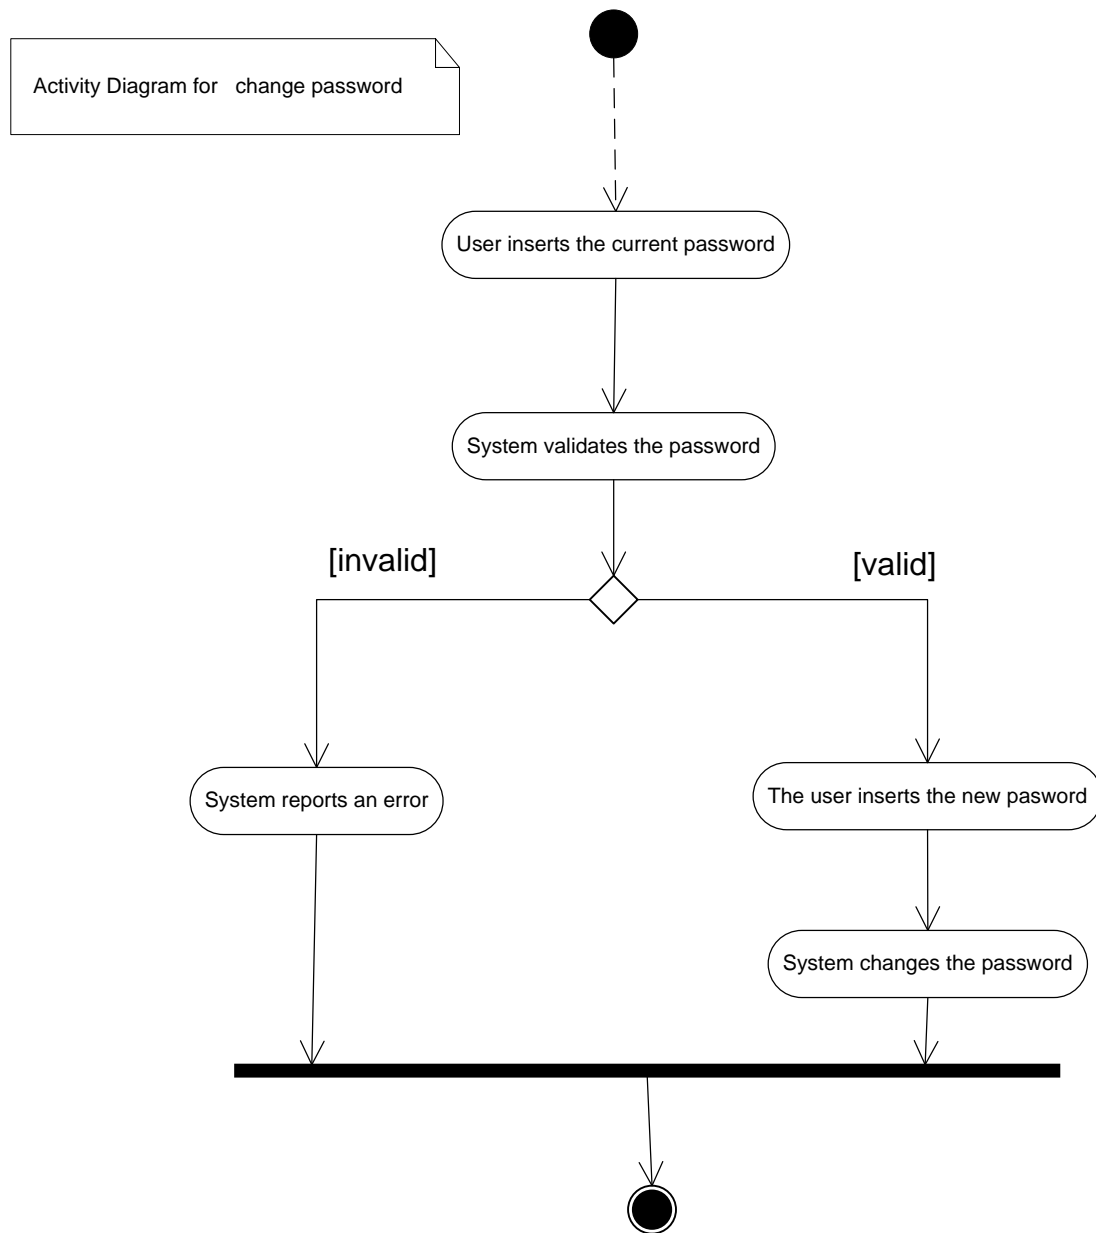 Activity Diagram for change password
User inserts the current password
System validates the password
[invalid]
[valid]
System reports an error
The user inserts the new pasword
System changes the password